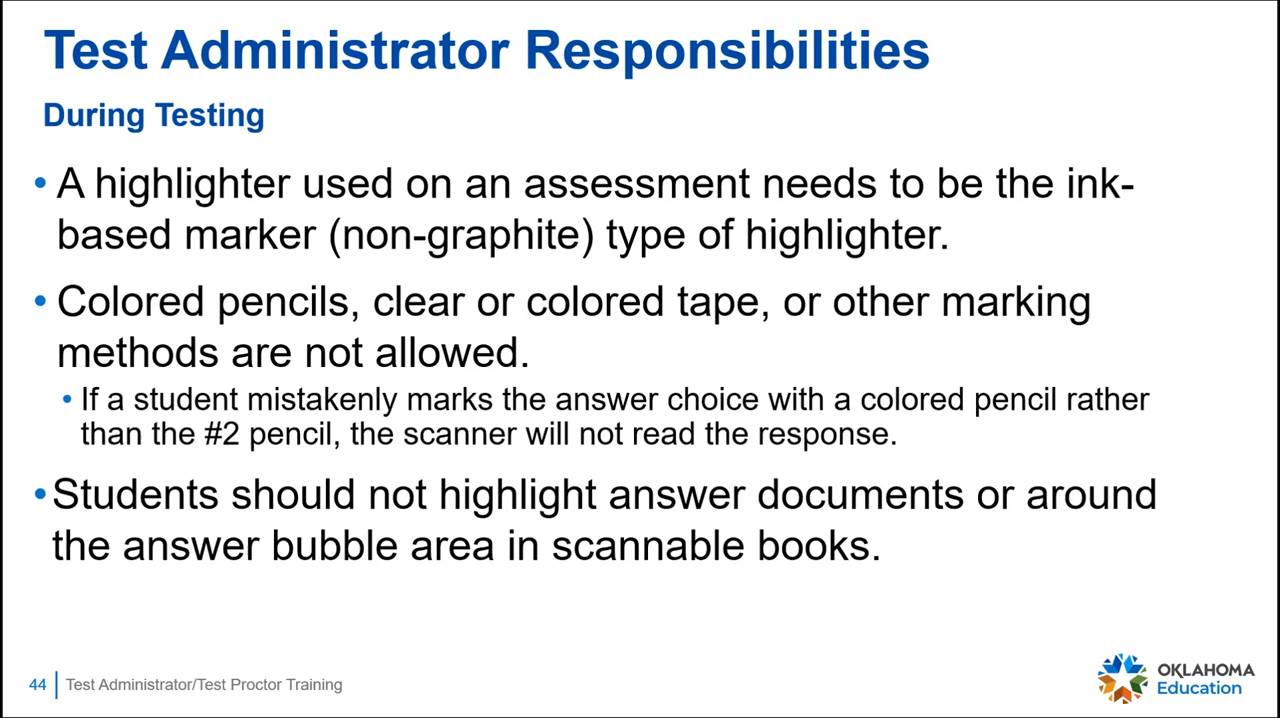 Test Administrator Responsibilities
During Testing
• A highlighter used on an assessment needs to be the ink-
based marker (non-graphite) type of highlighter.
• Colored pencils, clear or colored tape, or other marking
methods are not allowed.
• If a student mistakenly marks the answer choice with a colored pencil rather
than the #2 pencil, the scanner will not read the response.
• Students should not highlight answer documents or around
the answer bubble area in scannable books.
44 | Test Administrator/Test Proctor Training
OKLAHOMA
Education